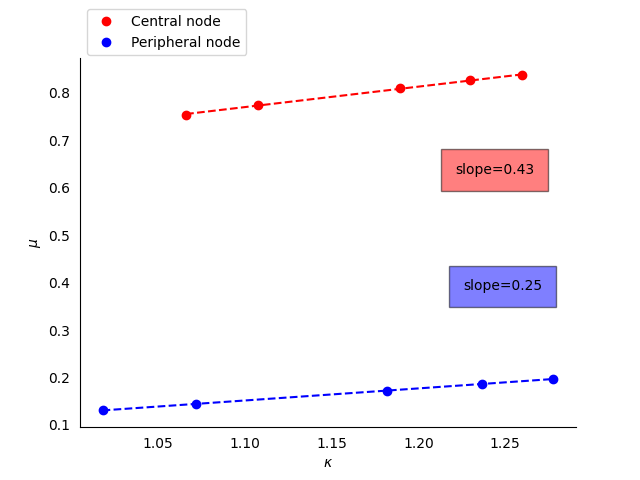 Central node
Peripheral node
0.8
0.7
0.6
0.5
0.4
0.3
0.2
0.1
μ
slope=0.43
slope=0.25
1.05 1.10 1.15 1.20 1.25
κ